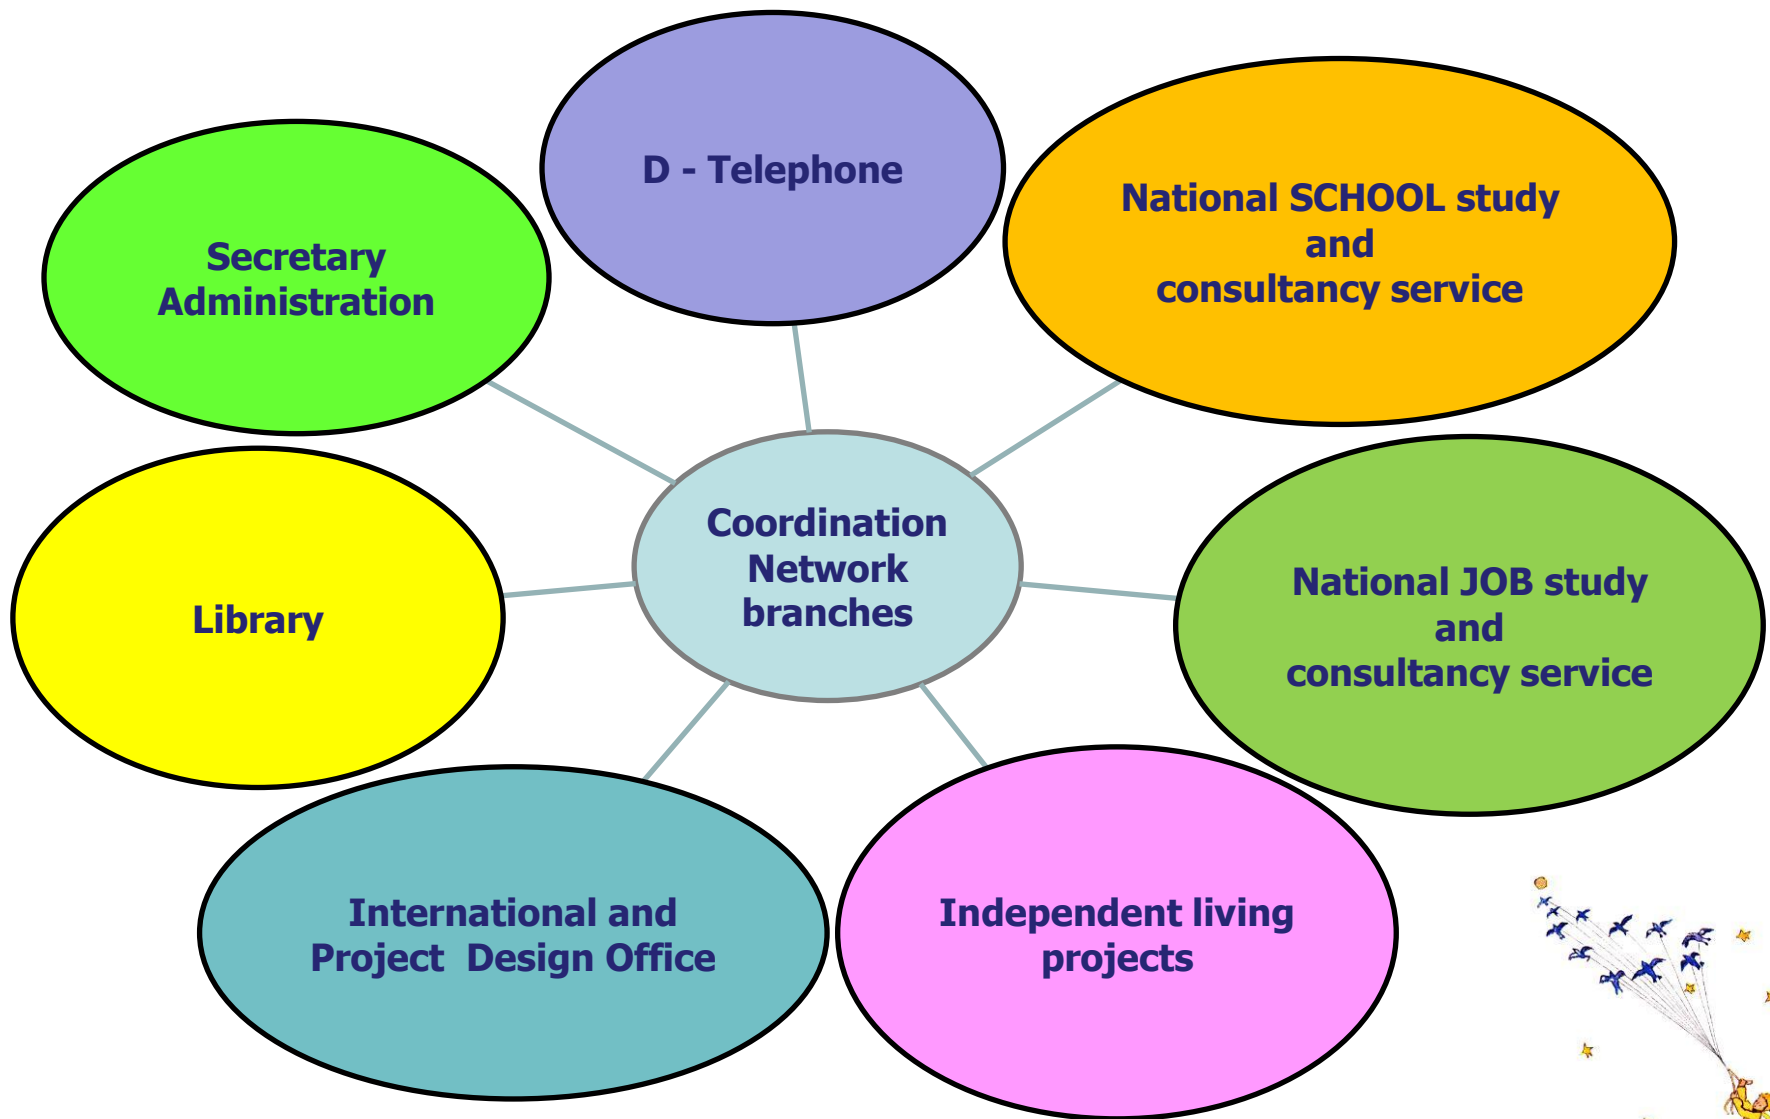 D - Telephone
National SCHOOL study
and
consultancy service
Secretary
Administration
Coordination
Network
branches
National JOB study
and
consultancy service
Library
International and
Project  Design Office
Independent living
projects